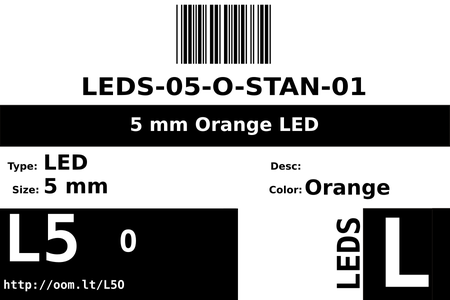 LEDS-05-O-STAN-01
5 mm Orange LED
Type: LED
Desc:
Size: 5 mm
Color: Orange
L5 O
LEDS
L
http://oom.lt/L5O